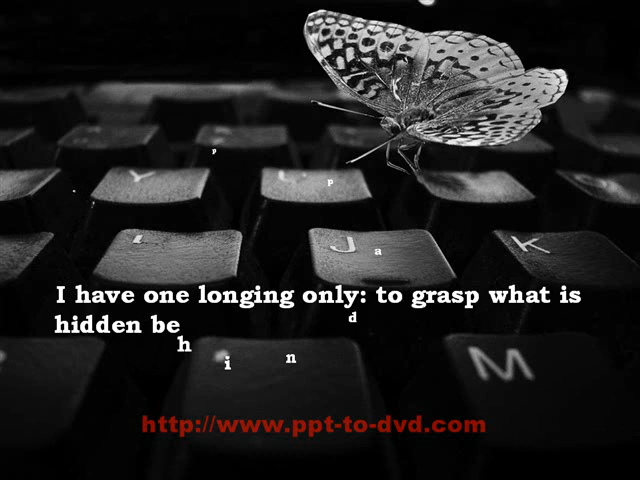 Y
p
J K
a
I have one longing only: to grasp what is
hidden be
h i n d
M
http://www.ppt-to-dvd.com